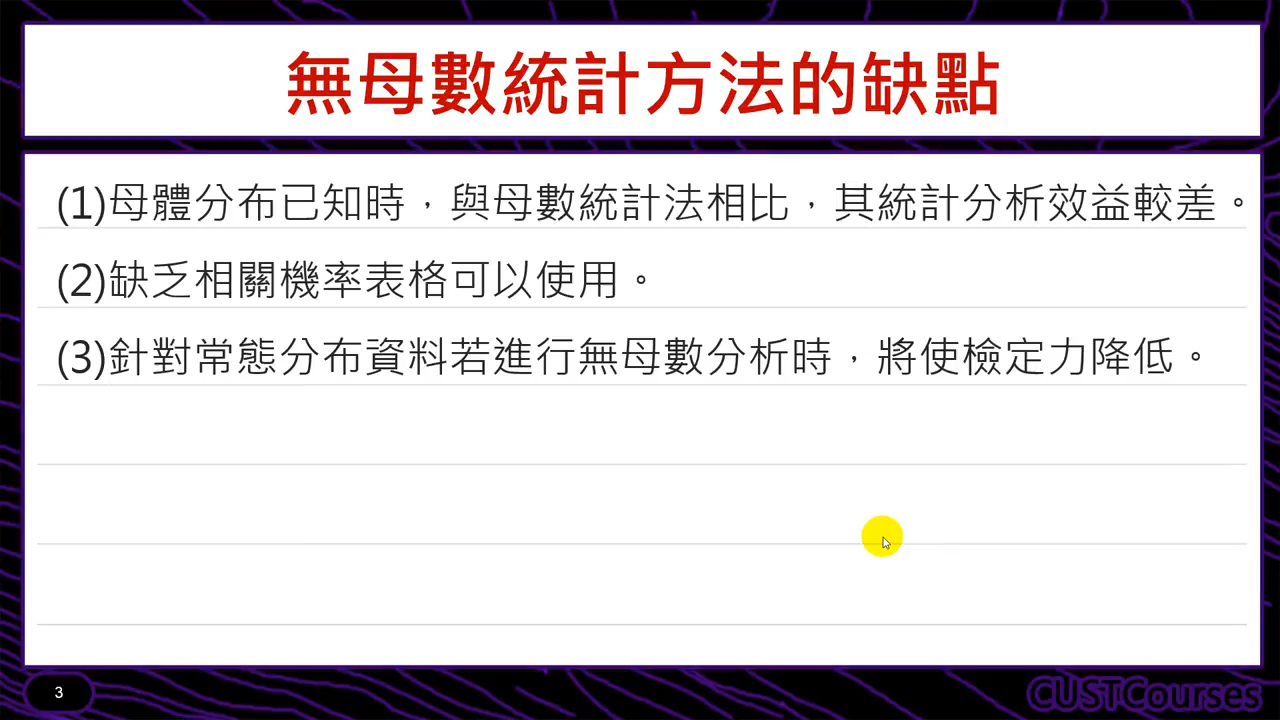 無母數統計方法的缺點
(1)母體分布已知時，與母數統計法相比，其統計分析效益較差。
(2)缺乏相關機率表格可以使用。
(3)針對常態分布資料若進行無母數分析時，將使檢定力降低。
3
CUSTCourses